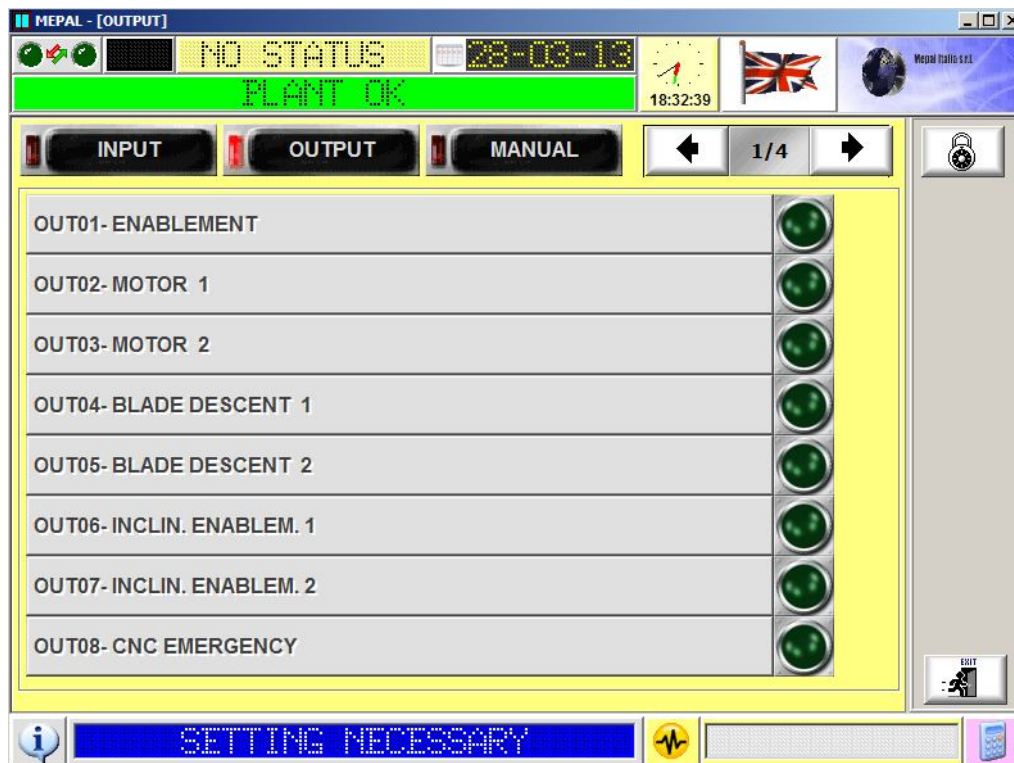 MEPAL - [OUTPUT]
NO STATUS
28-03-13
PLANT OK
18:32:39
Mepal Italia s.r.l.
INPUT
OUTPUT
MANUAL
1/4
OUT01- ENABLEMENT
OUT02- MOTOR 1
OUT03- MOTOR 2
OUT04- BLADE DESCENT 1
OUT05- BLADE DESCENT 2
OUT06- INCLIN. ENABLEM. 1
OUT07- INCLIN. ENABLEM. 2
OUT08- CNC EMERGENCY
EXIT
SETTING NECESSARY